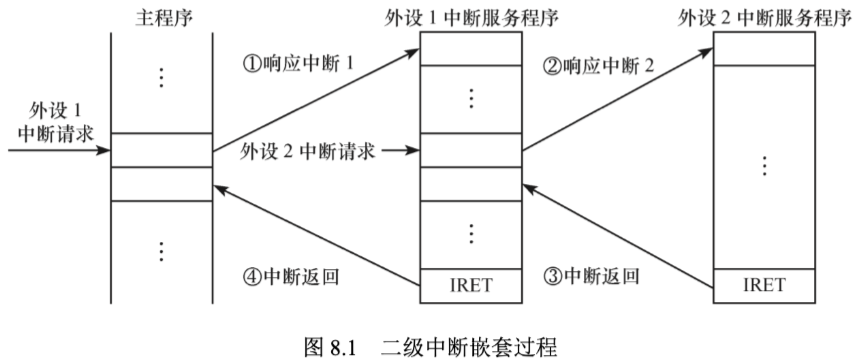 主程序
外设 1 中断服务程序
外设 2 中断服务程序
①响应中断 1
②响应中断 2
⋮
⋮
外设 1
中断请求
外设 2 中断请求
⋮
⋮
⋮
④中断返回
IRET
③中断返回
IRET
图 8.1 二级中断嵌套过程